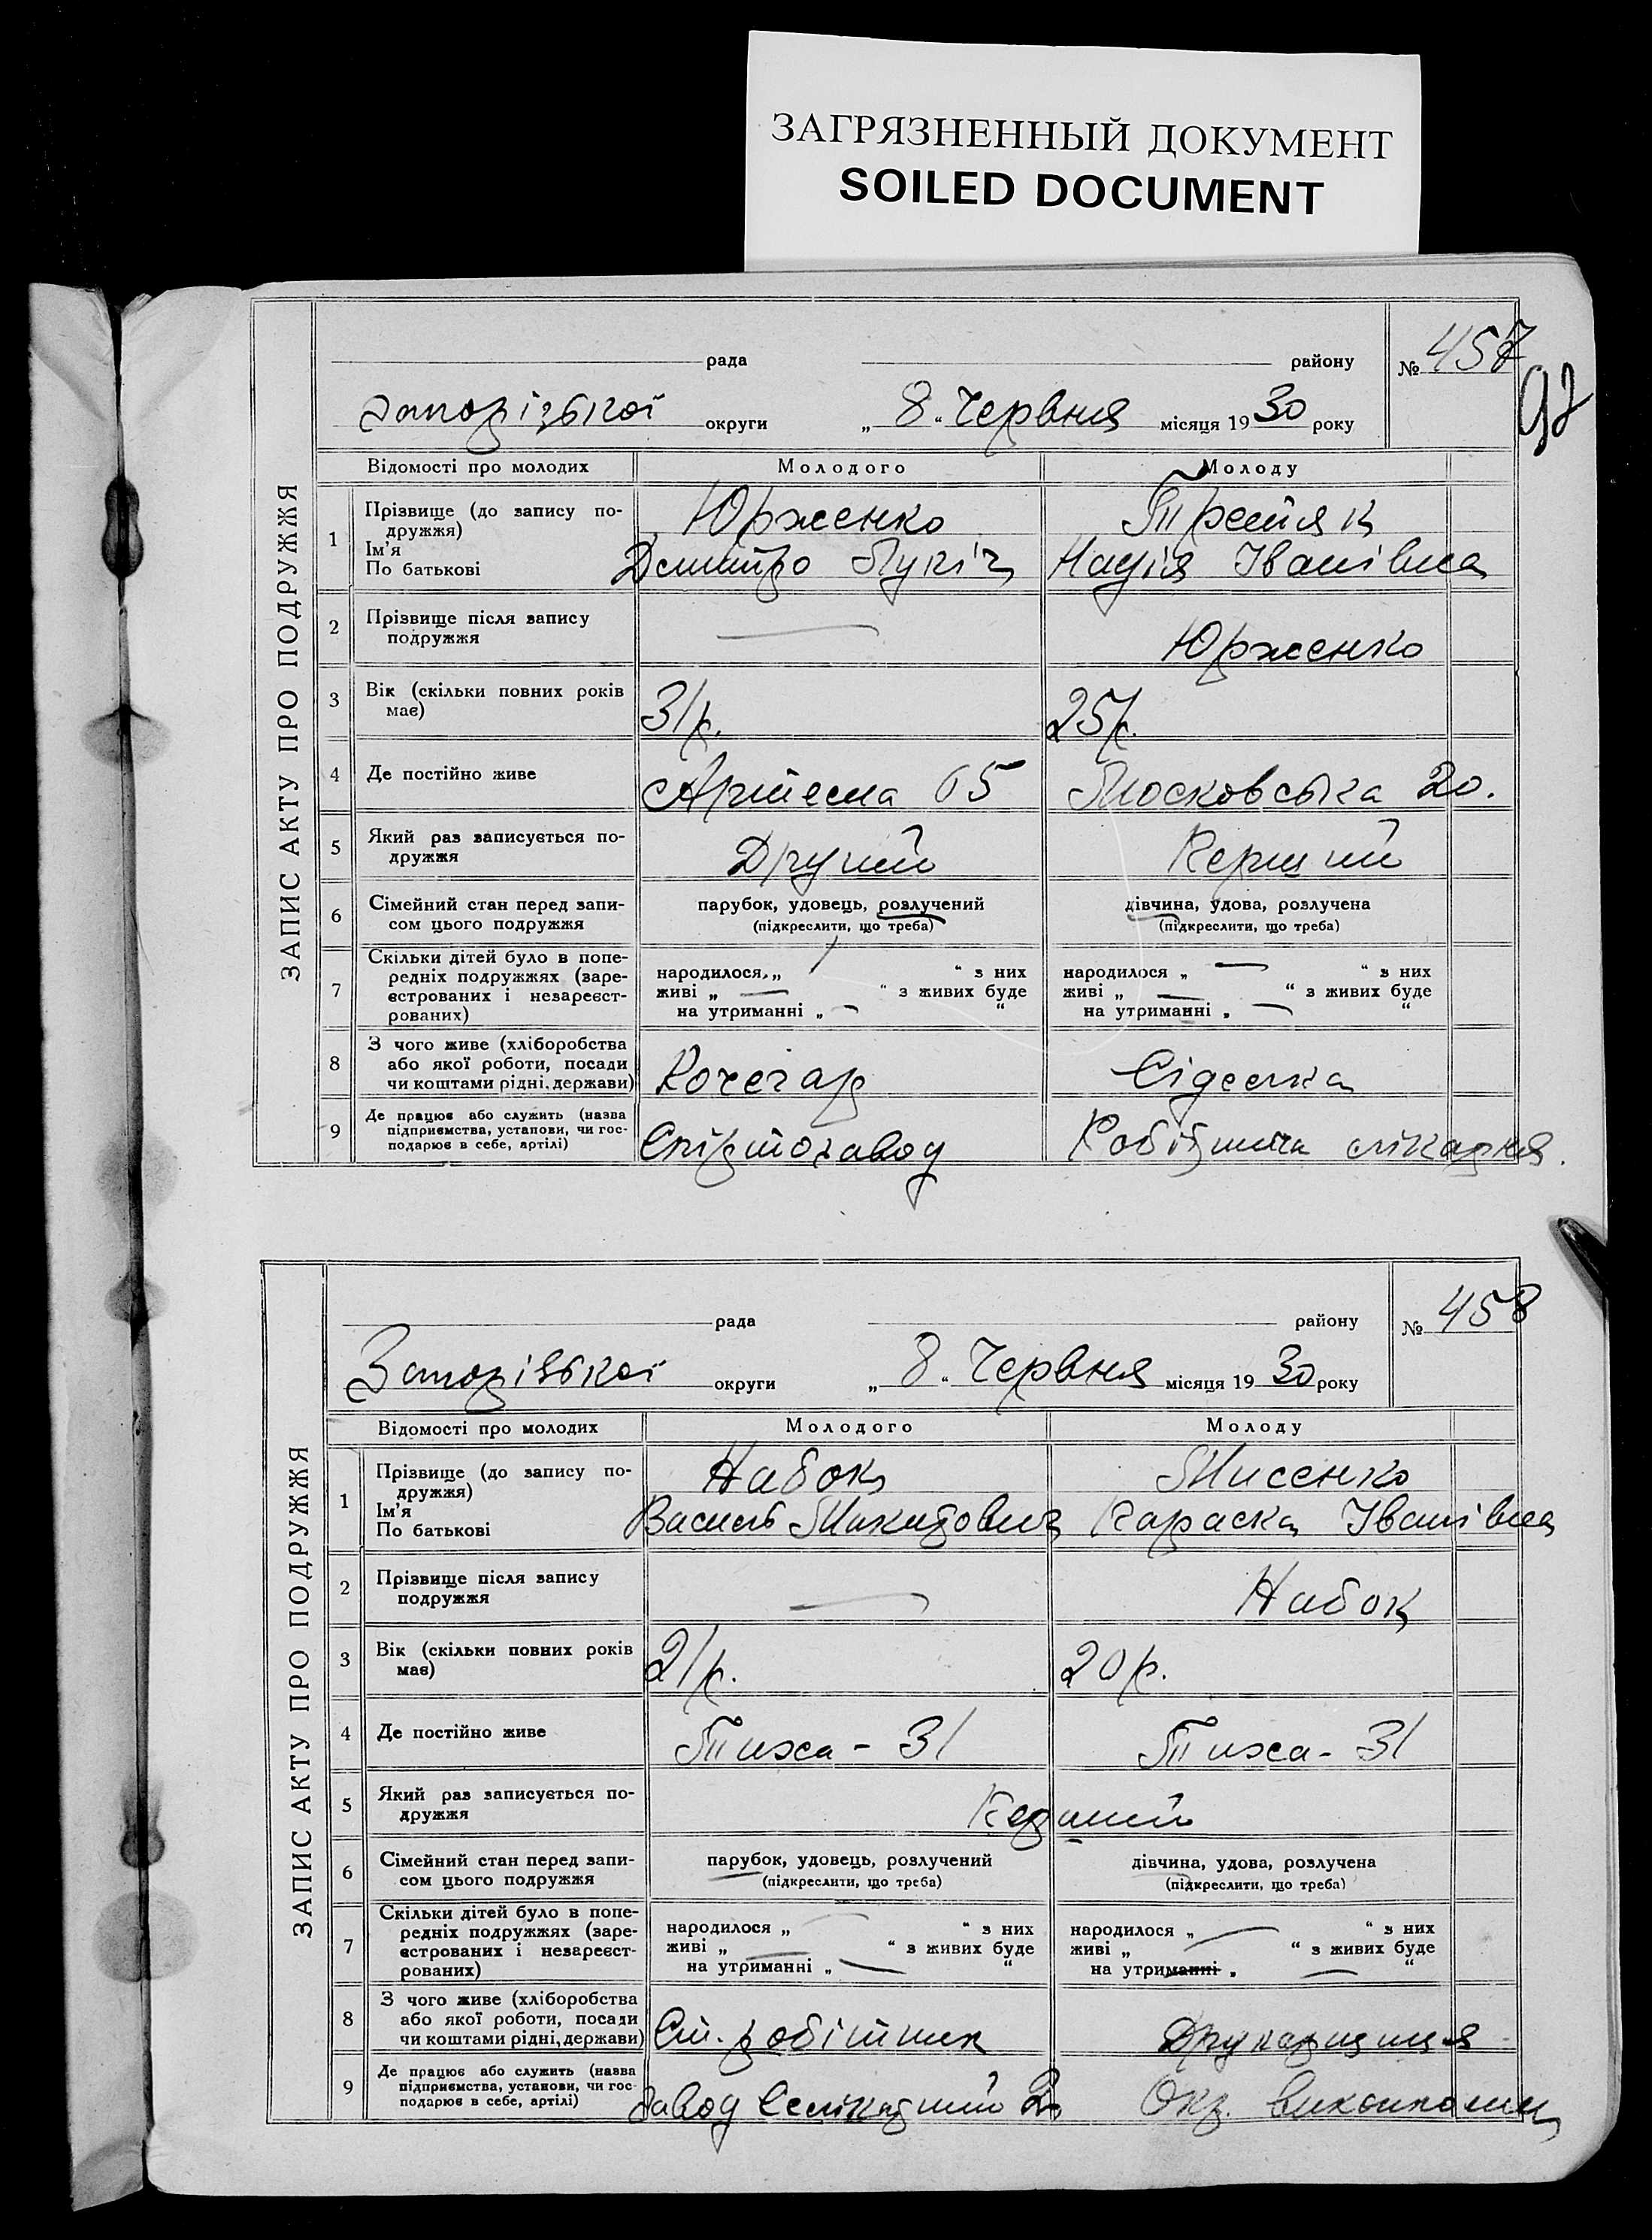 ЗАГРЯЗНЕННЫЙ ДОКУМЕНТ
SOILED DOCUMENT
97
ЗАПИС АКТУ ПРО ПОДРУЖЖЯ
рада району № 457
Запорізької округи „ 8 “ Червня місяця 1930 року
Відомості про молодих Молодого Молоду
1 Прізвище (до запису по- Юрженко Третяк
дружжя)
Ім'я Дмитро Лукіч Надія Іванівна
По батькові
2 Прізвище після запису
подружжя — Юрженко
3 Вік (скільки повних років
має) 31 р. 25 р.
4 Де постійно живе Артема 65 Московська 20.
5 Який раз записується по-
дружжя Другий Перший
6 Сімейний стан перед запи- парубок, удовець, розлучений дівчина, удова, розлучена
сом цього подружжя (підкреслити, що треба) (підкреслити, що треба)
7 Скільки дітей було в попе-
редніх подружжях (заре- народилося „ — “ з них народилося „ — “ з них
єстрованих і незареєст- живі „ — “ з живих буде живі „ — “ з живих буде
рованих) на утриманні „ — “ на утриманні „ — “
8 З чого живе (хліборобства
або якої роботи, посади Кочегар Сіделка
чи коштами рідні, держави)
9 Де працює або служить (назва
підприємства, установи, чи гос- Спіртозавод Робітнича лікарня.
подарює в себе, артілі)
ЗАПИС АКТУ ПРО ПОДРУЖЖЯ
рада району № 458
Запорізької округи „ 8 “ Червня місяця 1930 року
Відомості про молодих Молодого Молоду
1 Прізвище (до запису по- Набок Мисенко
дружжя)
Ім'я Василь Микитович Параска Іванівна
По батькові
2 Прізвище після запису
подружжя — Набок
3 Вік (скільки повних років
має) 21 р. 20 р.
4 Де постійно живе Тиха - 31 Тиха - 31
5 Який раз записується по-
дружжя Перший
6 Сімейний стан перед запи- парубок, удовець, розлучений дівчина, удова, розлучена
сом цього подружжя (підкреслити, що треба) (підкреслити, що треба)
7 Скільки дітей було в попе-
редніх подружжях (заре- народилося „ — “ з них народилося „ — “ з них
єстрованих і незареєст- живі „ — “ з живих буде живі „ — “ з живих буде
рованих) на утриманні „ — “ на утриманні „ — “
8 З чого живе (хліборобства
або якої роботи, посади Ст. робітник Друкарщиця
чи коштами рідні, держави)
9 Де працює або служить (назва
підприємства, установи, чи гос- Завод Сілікатний 2 Окр. виконком
подарює в себе, артілі)